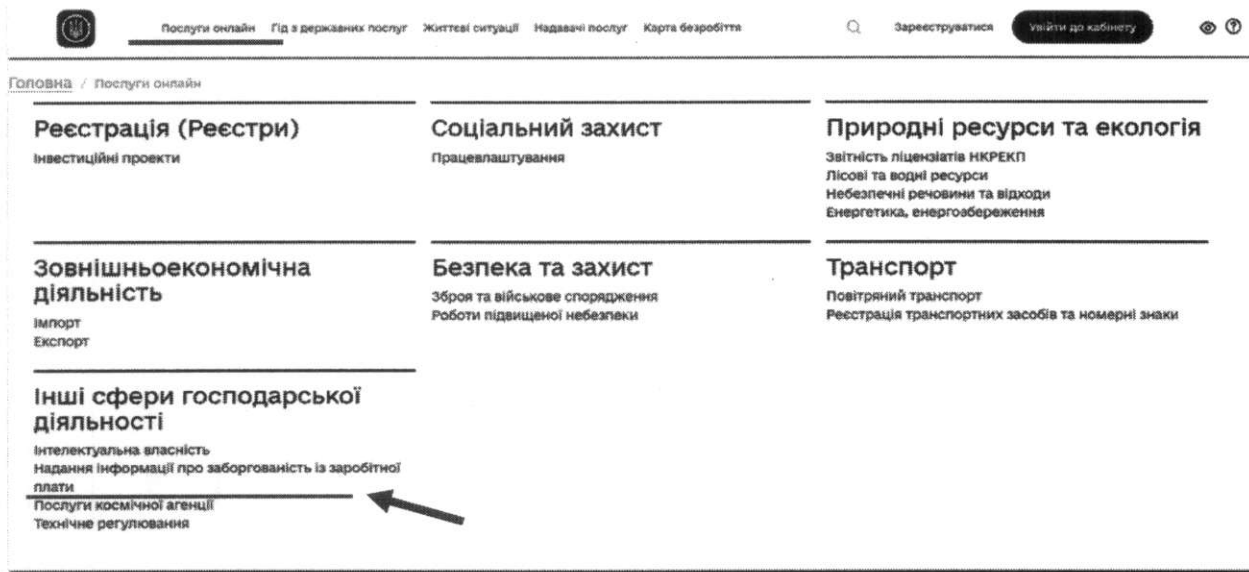 Послуги онлайн Гід з державних послуг Життєві ситуації Надавачі послуг Карта безробіття Зареєструватися Увійти до кабінету
Головна / Послуги онлайн
Реєстрація (Реєстри)
Інвестиційні проекти
Соціальний захист
Працевлаштування
Природні ресурси та екологія
Звітність ліцензіатів НКРЕКП
Лісові та водні ресурси
Небезпечні речовини та відходи
Енергетика, енергозбереження
Зовнішньоекономічна
діяльність
Імпорт
Експорт
Безпека та захист
Зброя та військове спорядження
Роботи підвищеної небезпеки
Транспорт
Повітряний транспорт
Реєстрація транспортних засобів та номерні знаки
Інші сфери господарської
діяльності
Інтелектуальна власність
Надання інформації про заборгованість із заробітної
плати
Послуги космічної агенції
Технічне регулювання